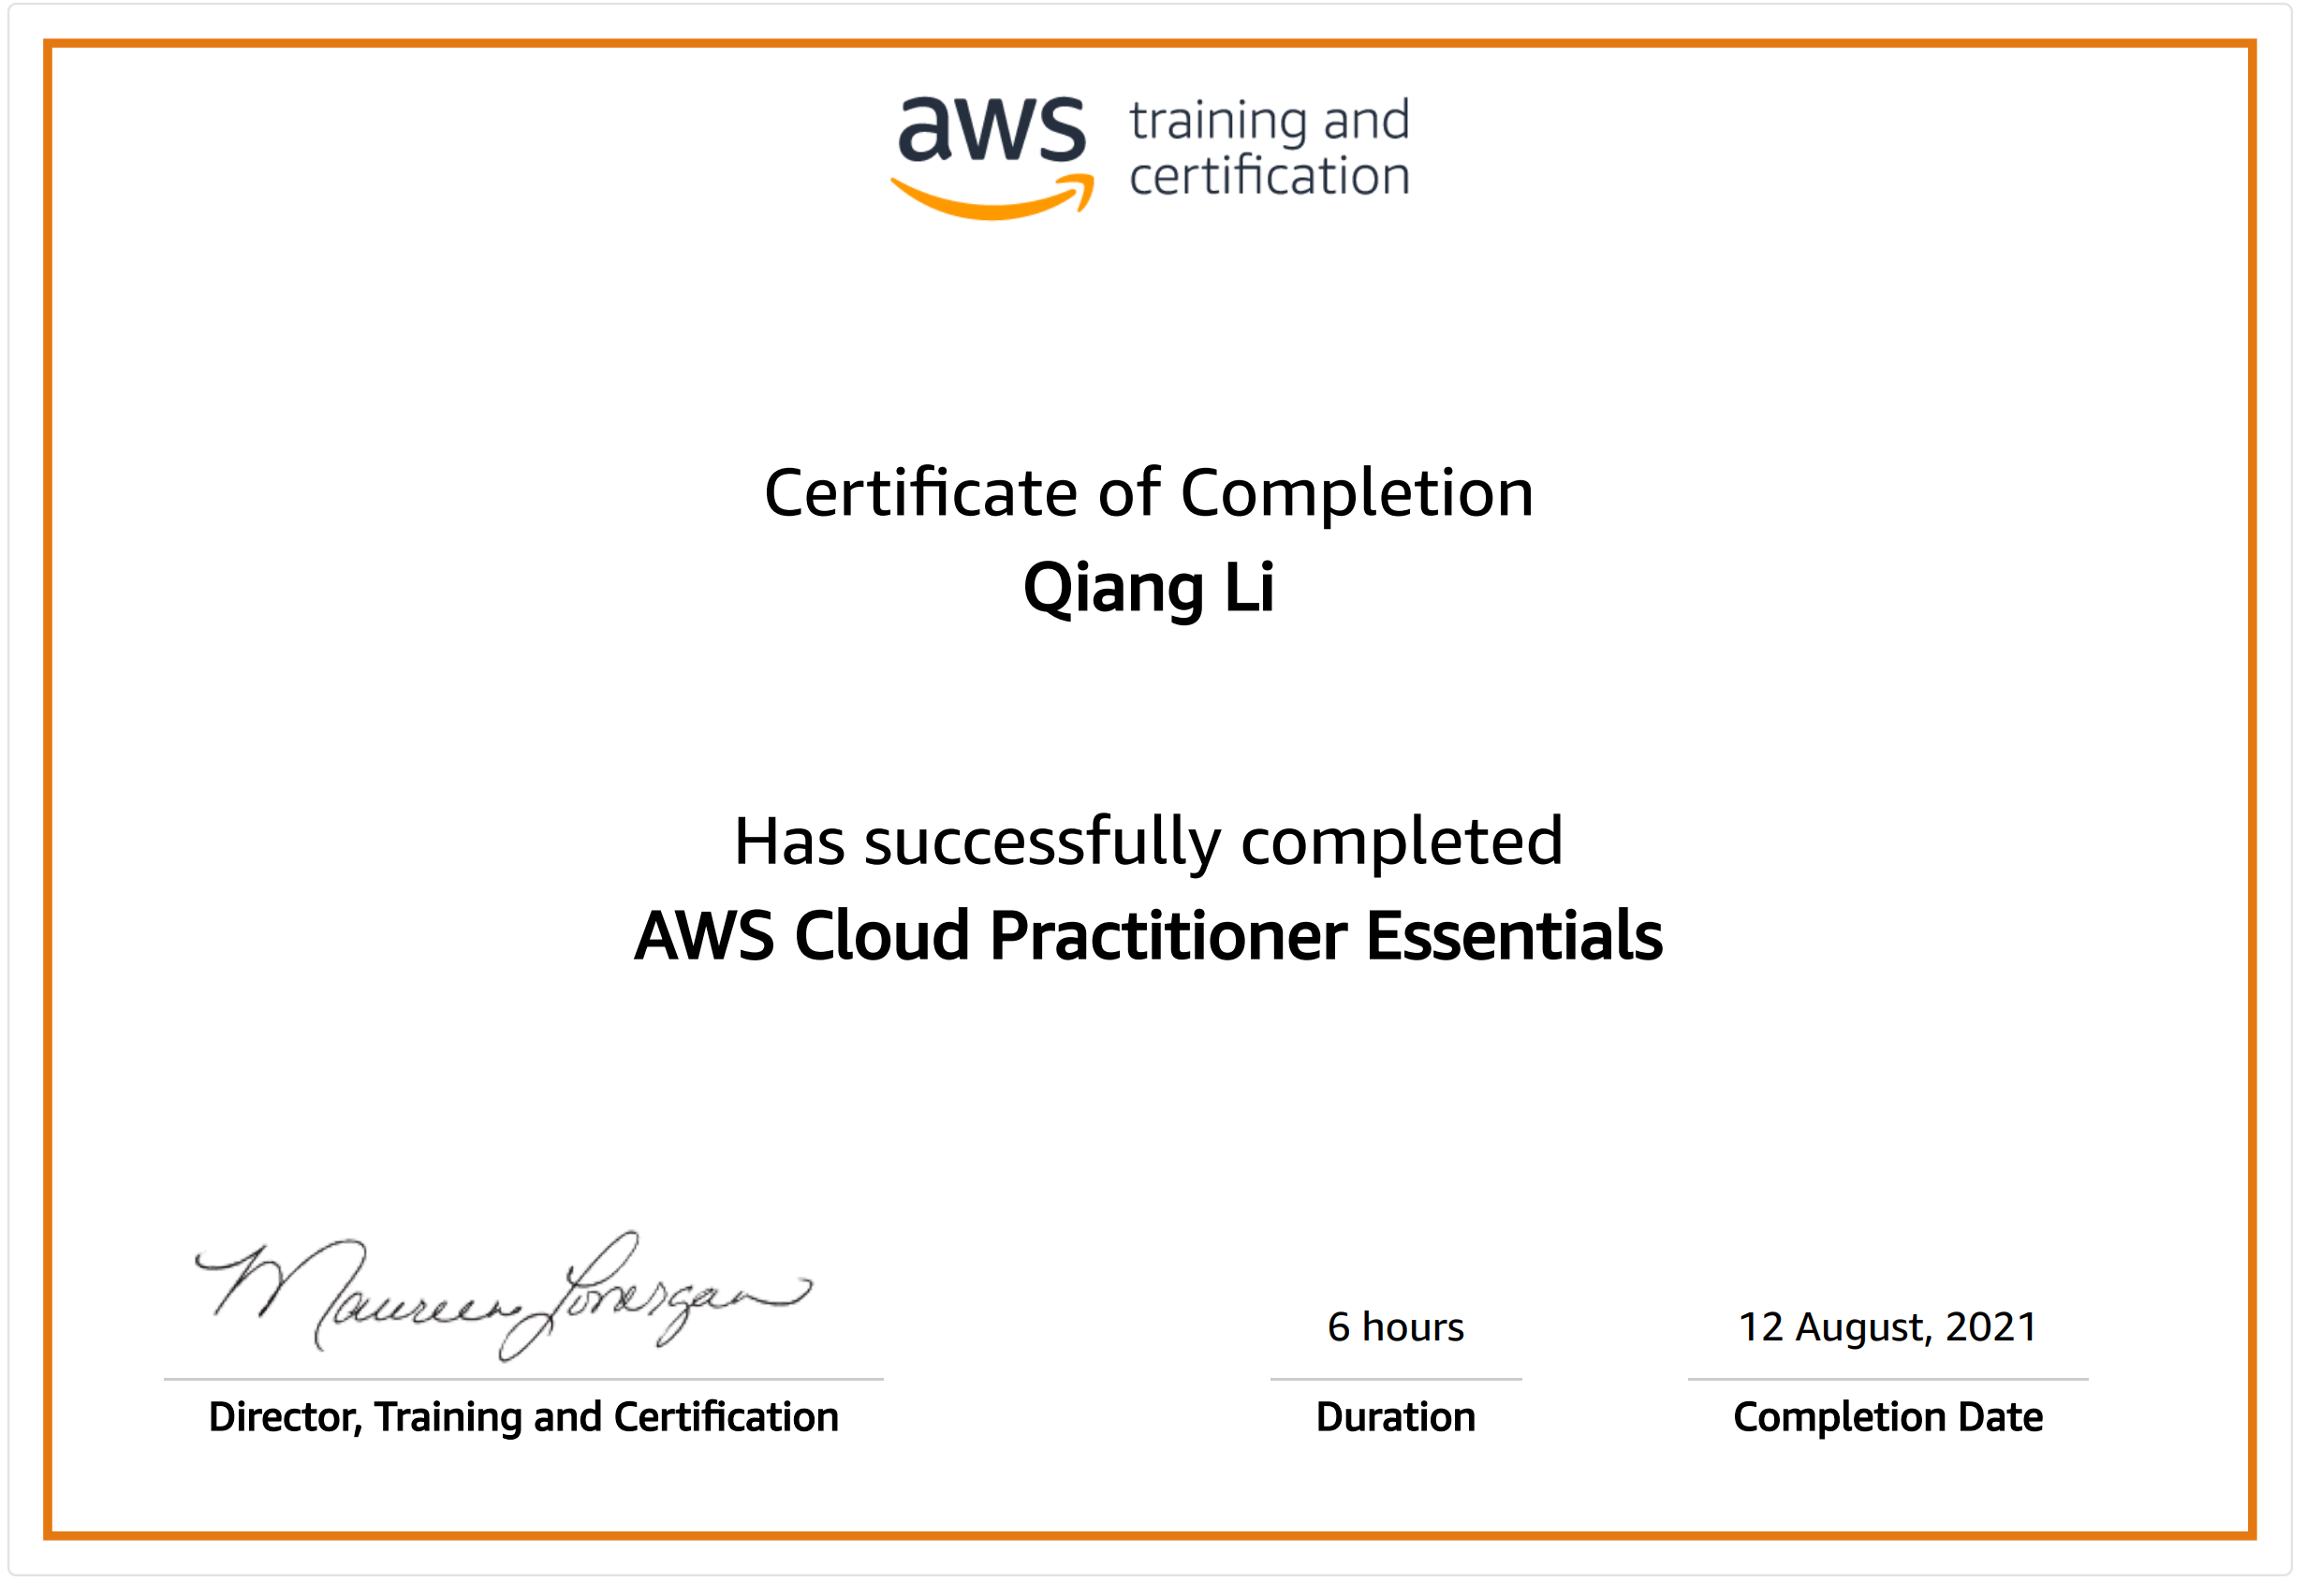 aws training and
certification
Certificate of Completion
Qiang Li
Has successfully completed
AWS Cloud Practitioner Essentials
Maureen Lonergan
6 hours
12 August, 2021
Director, Training and Certification
Duration
Completion Date